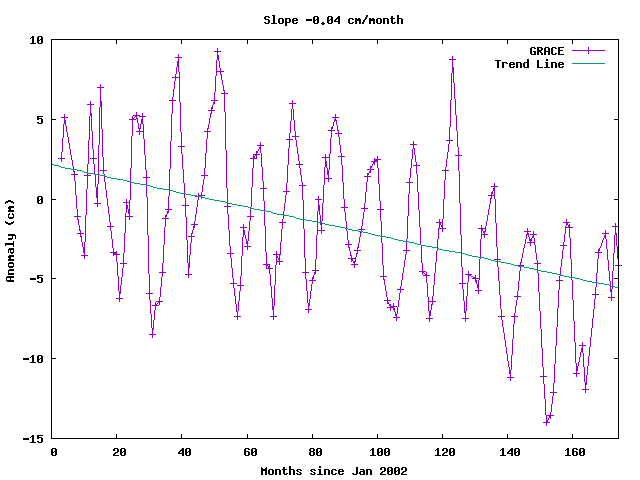 Slope -0.04 cm/month
GRACE
Trend Line
10
5
0
-5
-10
-15
Anomaly (cm)
0 20 40 60 80 100 120 140 160
Months since Jan 2002